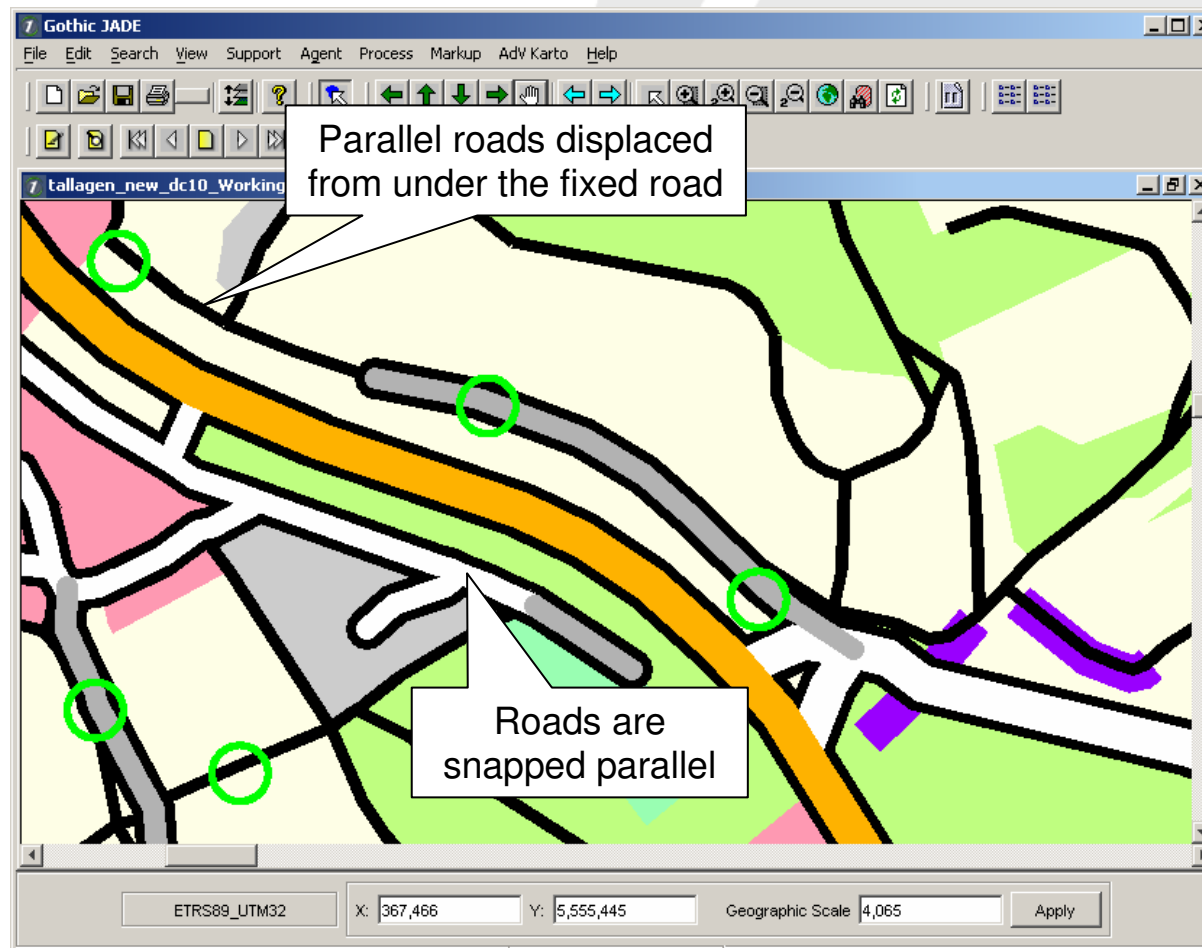 Gothic JADE
File Edit Search View Support Agent Process Markup AdV Karto Help
Parallel roads displaced
from under the fixed road
tallagen_new_dc10_Working
Roads are
snapped parallel
ETRS89_UTM32 X: 367,466 Y: 5,555,445 Geographic Scale 4,065 Apply